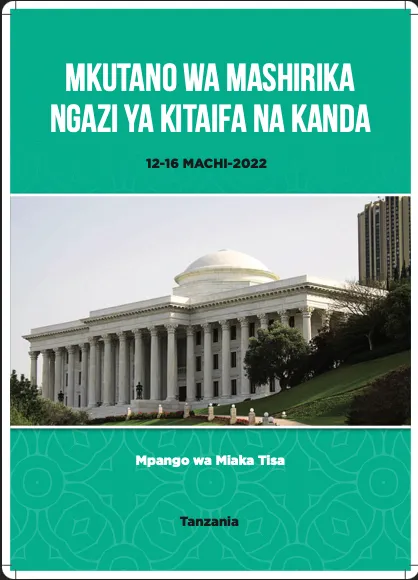 MKUTANO WA MASHIRIKA
NGAZI YA KITAIFA NA KANDA
12-16 MACHI-2022
Mpango wa Miaka Tisa
Tanzania